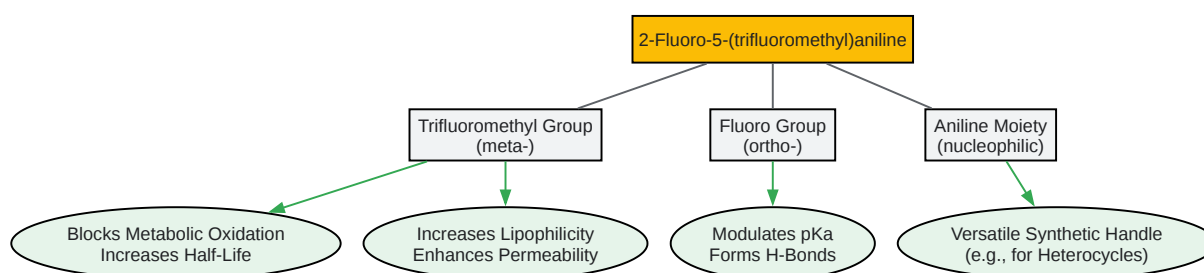 2-Fluoro-5-(trifluoromethyl)aniline
Trifluoromethyl Group
(meta-)
Fluoro Group
(ortho-)
Aniline Moiety
(nucleophilic)
Blocks Metabolic Oxidation
Increases Half-Life
Increases Lipophilicity
Enhances Permeability
Modulates pKa
Forms H-Bonds
Versatile Synthetic Handle
(e.g., for Heterocycles)